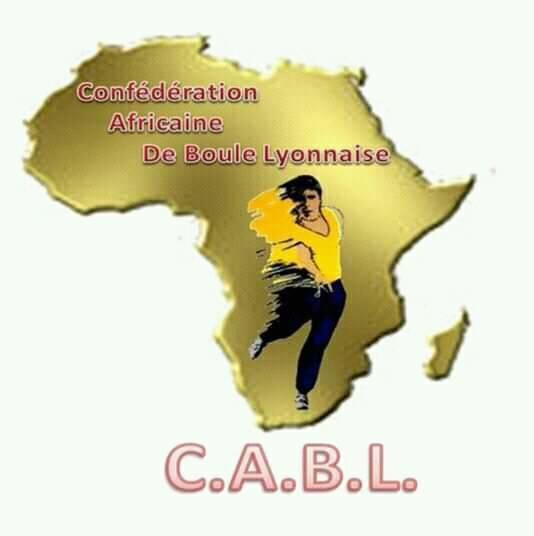 Confédération
Africaine
De Boule Lyonnaise
C.A.B.L.